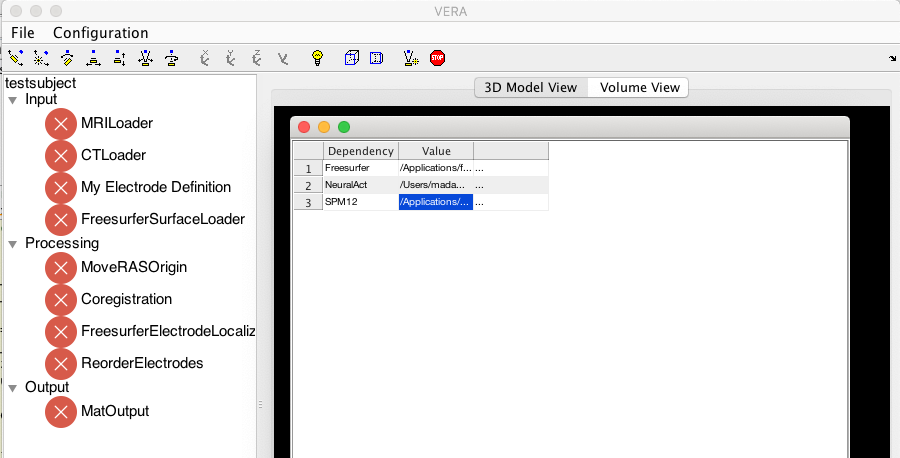 VERA
File Configuration
STOP
testsubject
Input
MRILoader
CTLoader
My Electrode Definition
FreesurferSurfaceLoader
Processing
MoveRASOrigin
Coregistration
FreesurferElectrodeLocaliz
ReorderElectrodes
Output
MatOutput
3D Model View Volume View
Dependency Value
1 Freesurfer /Applications/f... ...
2 NeuralAct /Users/mada... ...
3 SPM12 /Applications/... ...